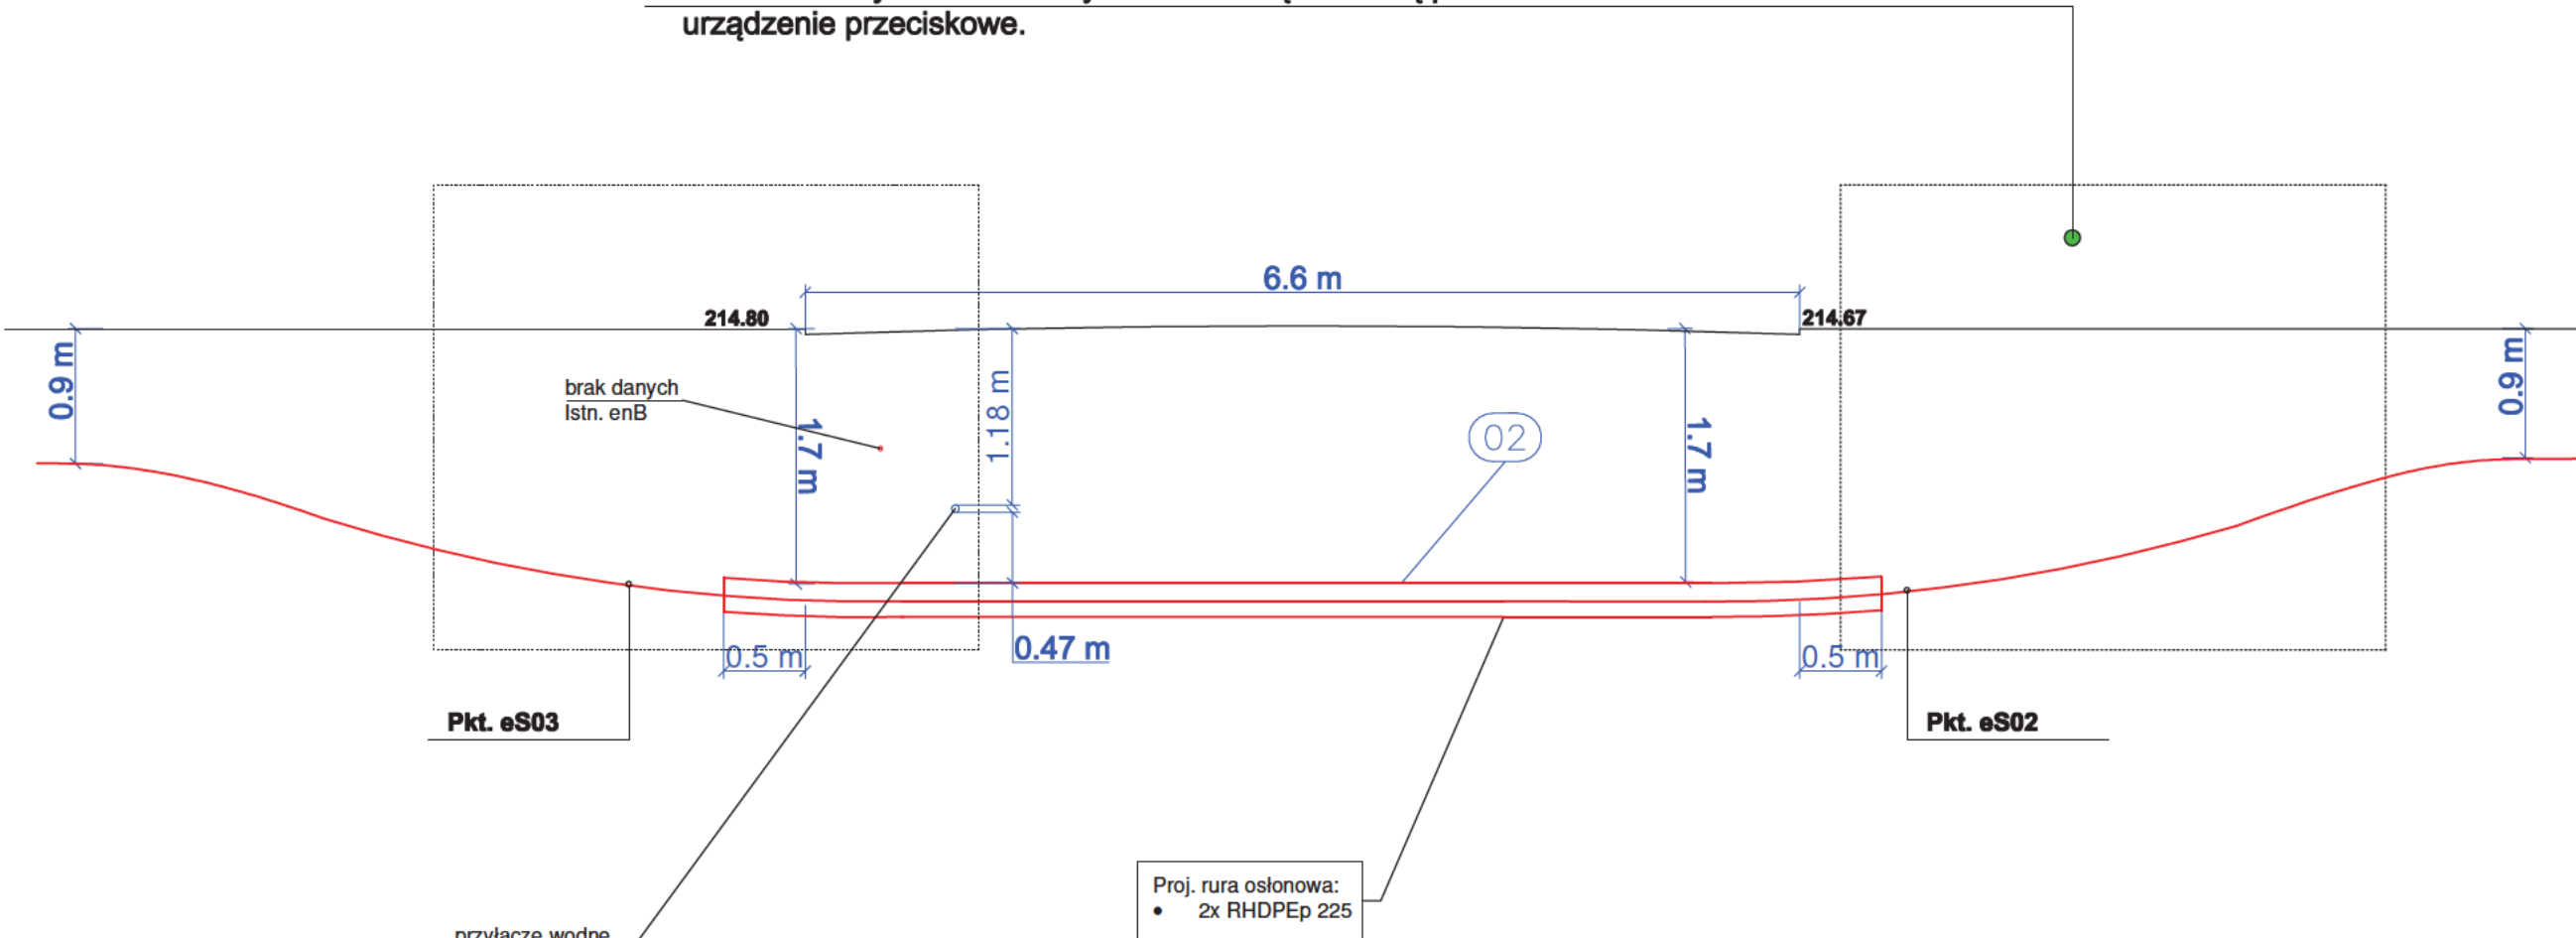 urządzenie przeciskowe.
6.6 m
214.80
214.67
0.9 m
brak danych
Istn. enB
1.7 m
1.18 m
02
1.7 m
0.9 m
0.5 m
0.47 m
0.5 m
Pkt. eS03
Pkt. eS02
Proj. rura osłonowa:
• 2x RHDPEp 225
przyłącze wodne